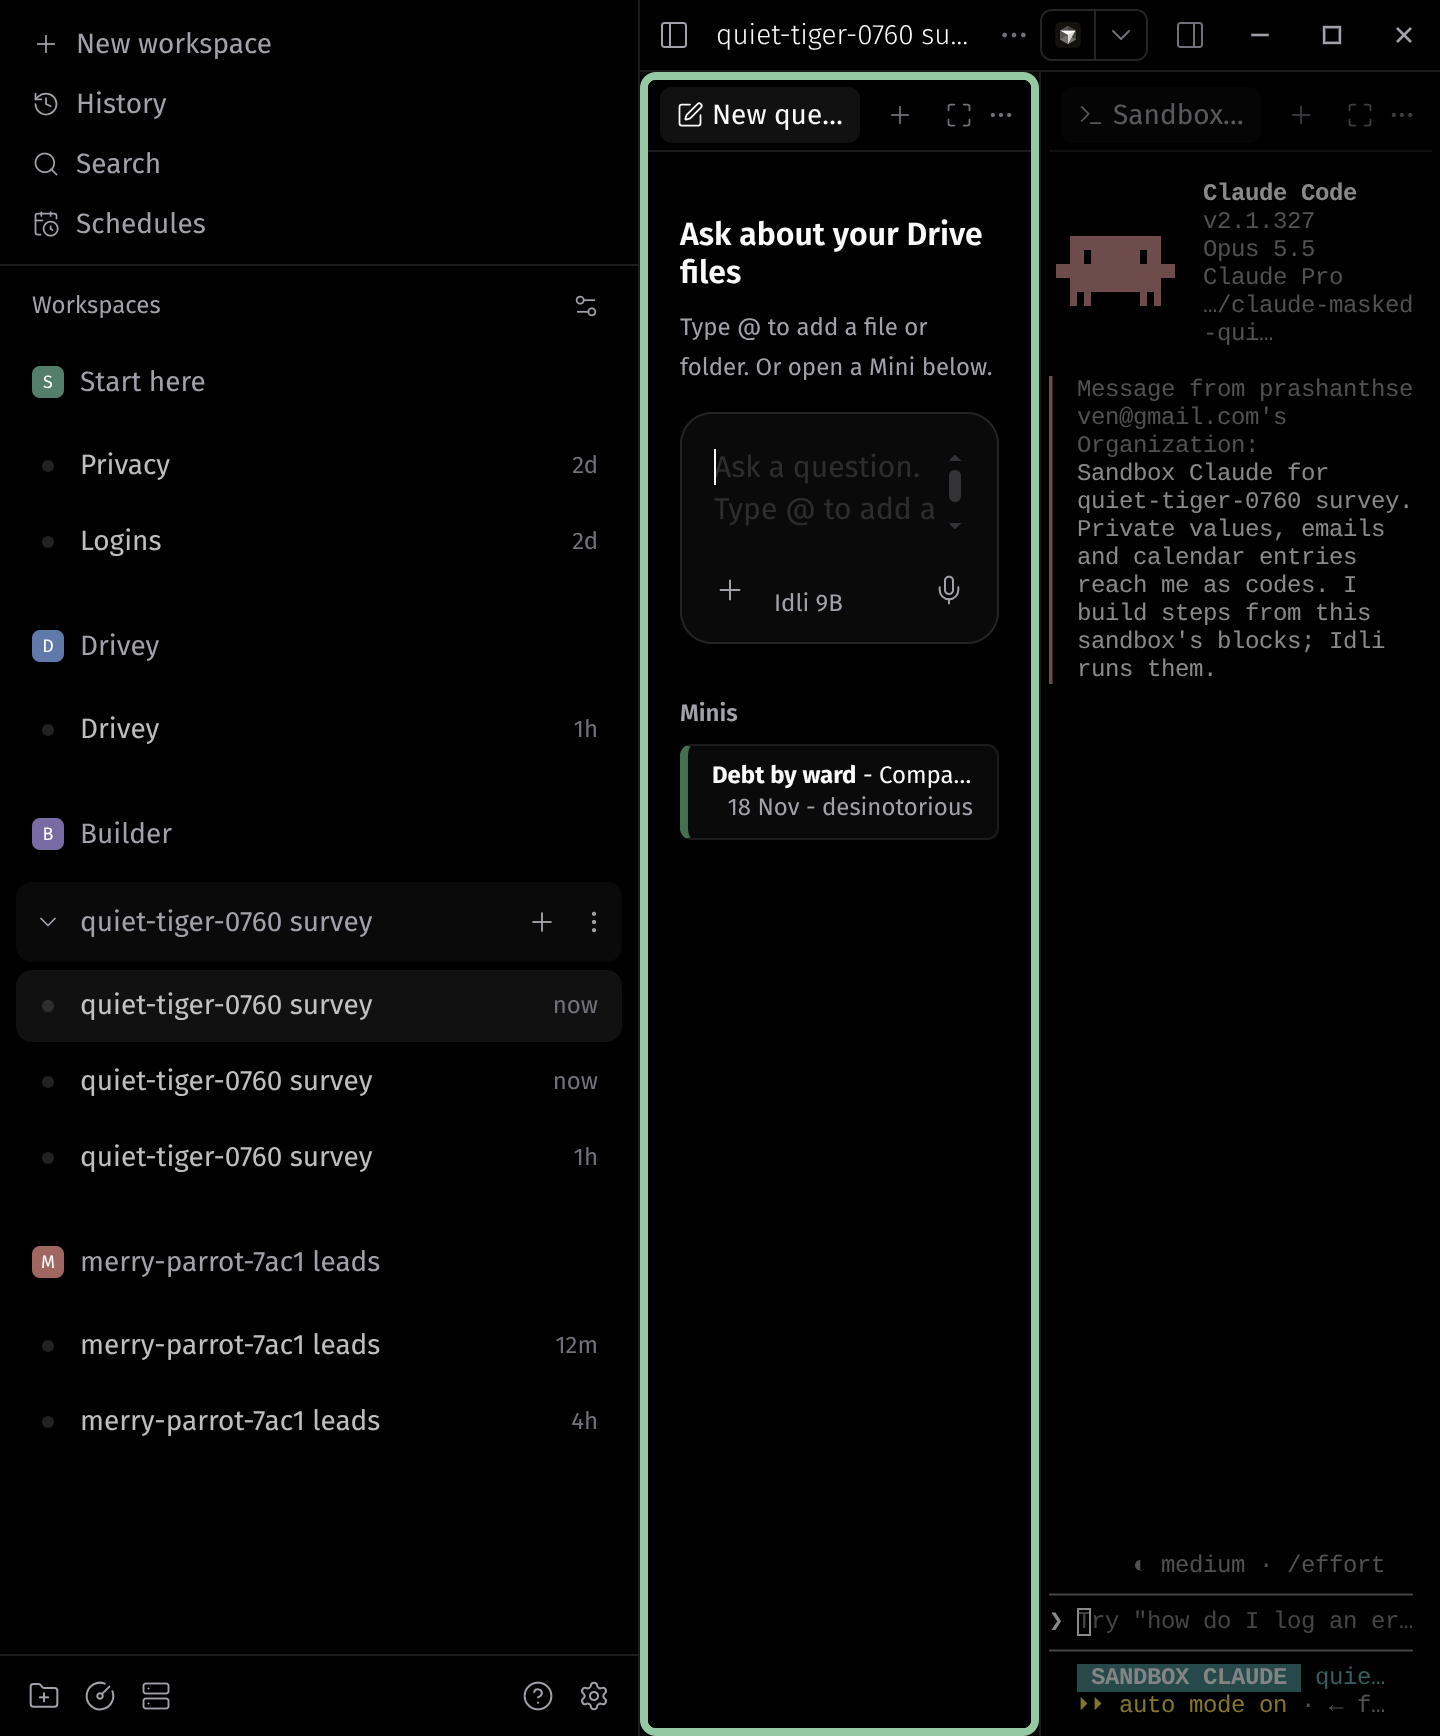 New workspace
History
Search
Schedules
Workspaces
S Start here
Privacy 2d
Logins 2d
D Drivey
Drivey 1h
B Builder
quiet-tiger-0760 survey
quiet-tiger-0760 survey now
quiet-tiger-0760 survey now
quiet-tiger-0760 survey 1h
M merry-parrot-7ac1 leads
merry-parrot-7ac1 leads 12m
merry-parrot-7ac1 leads 4h
quiet-tiger-0760 su...
New que...
Ask about your Drive
files
Type @ to add a file or
folder. Or open a Mini below.
Ask a question.
Type @ to add a
Idli 9B
Minis
Debt by ward - Compa...
18 Nov - desinotorious
Sandbox...
Claude Code
v2.1.327
Opus 5.5
Claude Pro
…/claude-masked
-qui…
Message from prashanthse
ven@gmail.com's
Organization:
Sandbox Claude for
quiet-tiger-0760 survey.
Private values, emails
and calendar entries
reach me as codes. I
build steps from this
sandbox's blocks; Idli
runs them.
medium · /effort
❯ Try "how do I log an er…
SANDBOX CLAUDE quie…
auto mode on · ← f…